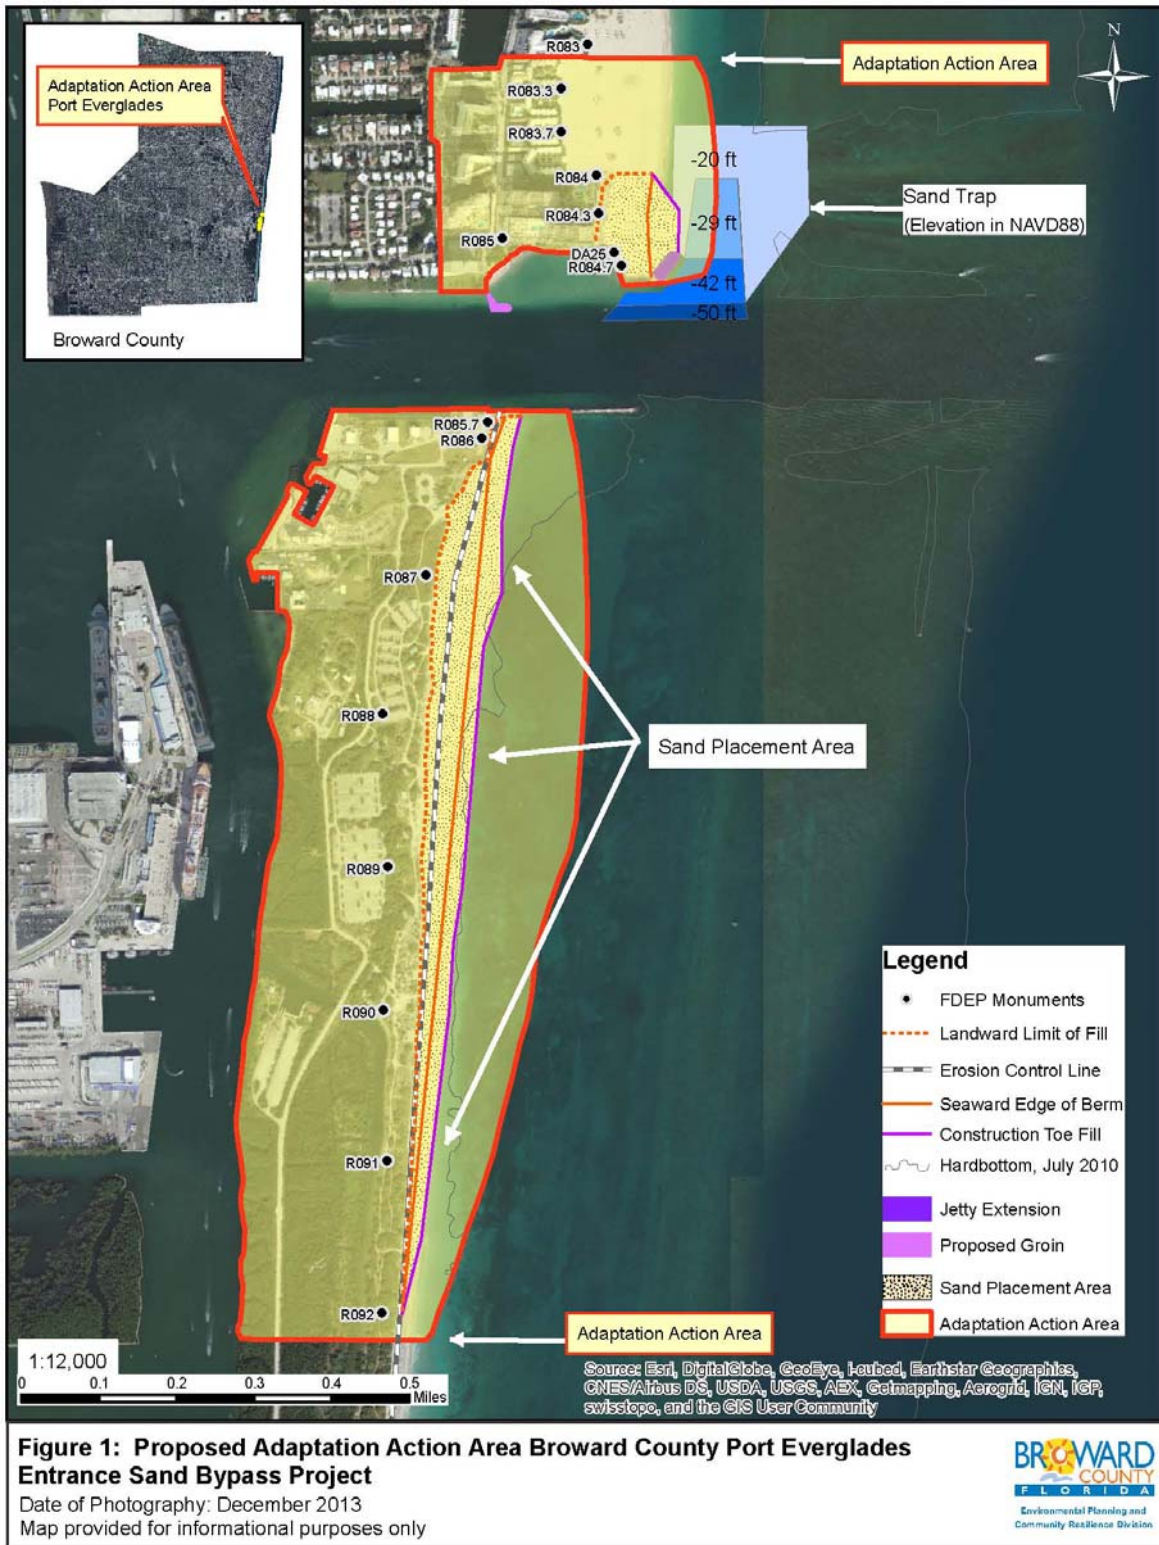 Adaptation Action Area
Port Everglades
Broward County
R083
Adaptation Action Area
N
R083.3
R083.7
-20 ft
R084
Sand Trap
(Elevation in NAVD88)
R084.3
-29 ft
R085
DA25
R084.7
-42 ft
-50 ft
R085.7
R086
R087
R088
Sand Placement Area
R089
R090
R091
R092
Legend
FDEP Monuments
Landward Limit of Fill
Erosion Control Line
Seaward Edge of Berm
Construction Toe Fill
Hardbottom, July 2010
Jetty Extension
Proposed Groin
Sand Placement Area
Adaptation Action Area
Adaptation Action Area
1:12,000
0 0.1 0.2 0.3 0.4 0.5
Miles
Source: Esri, DigitalGlobe, GeoEye, i-cubed, Earthstar Geographics,
CNES/Airbus DS, USDA, USGS, AEX, Getmapping, Aerogrid, IGN, IGP,
swisstopo, and the GIS User Community
Figure 1: Proposed Adaptation Action Area Broward County Port Everglades
Entrance Sand Bypass Project
Date of Photography: December 2013
Map provided for informational purposes only
BROWARD
COUNTY
FLORIDA
Environmental Planning and
Community Resilience Division